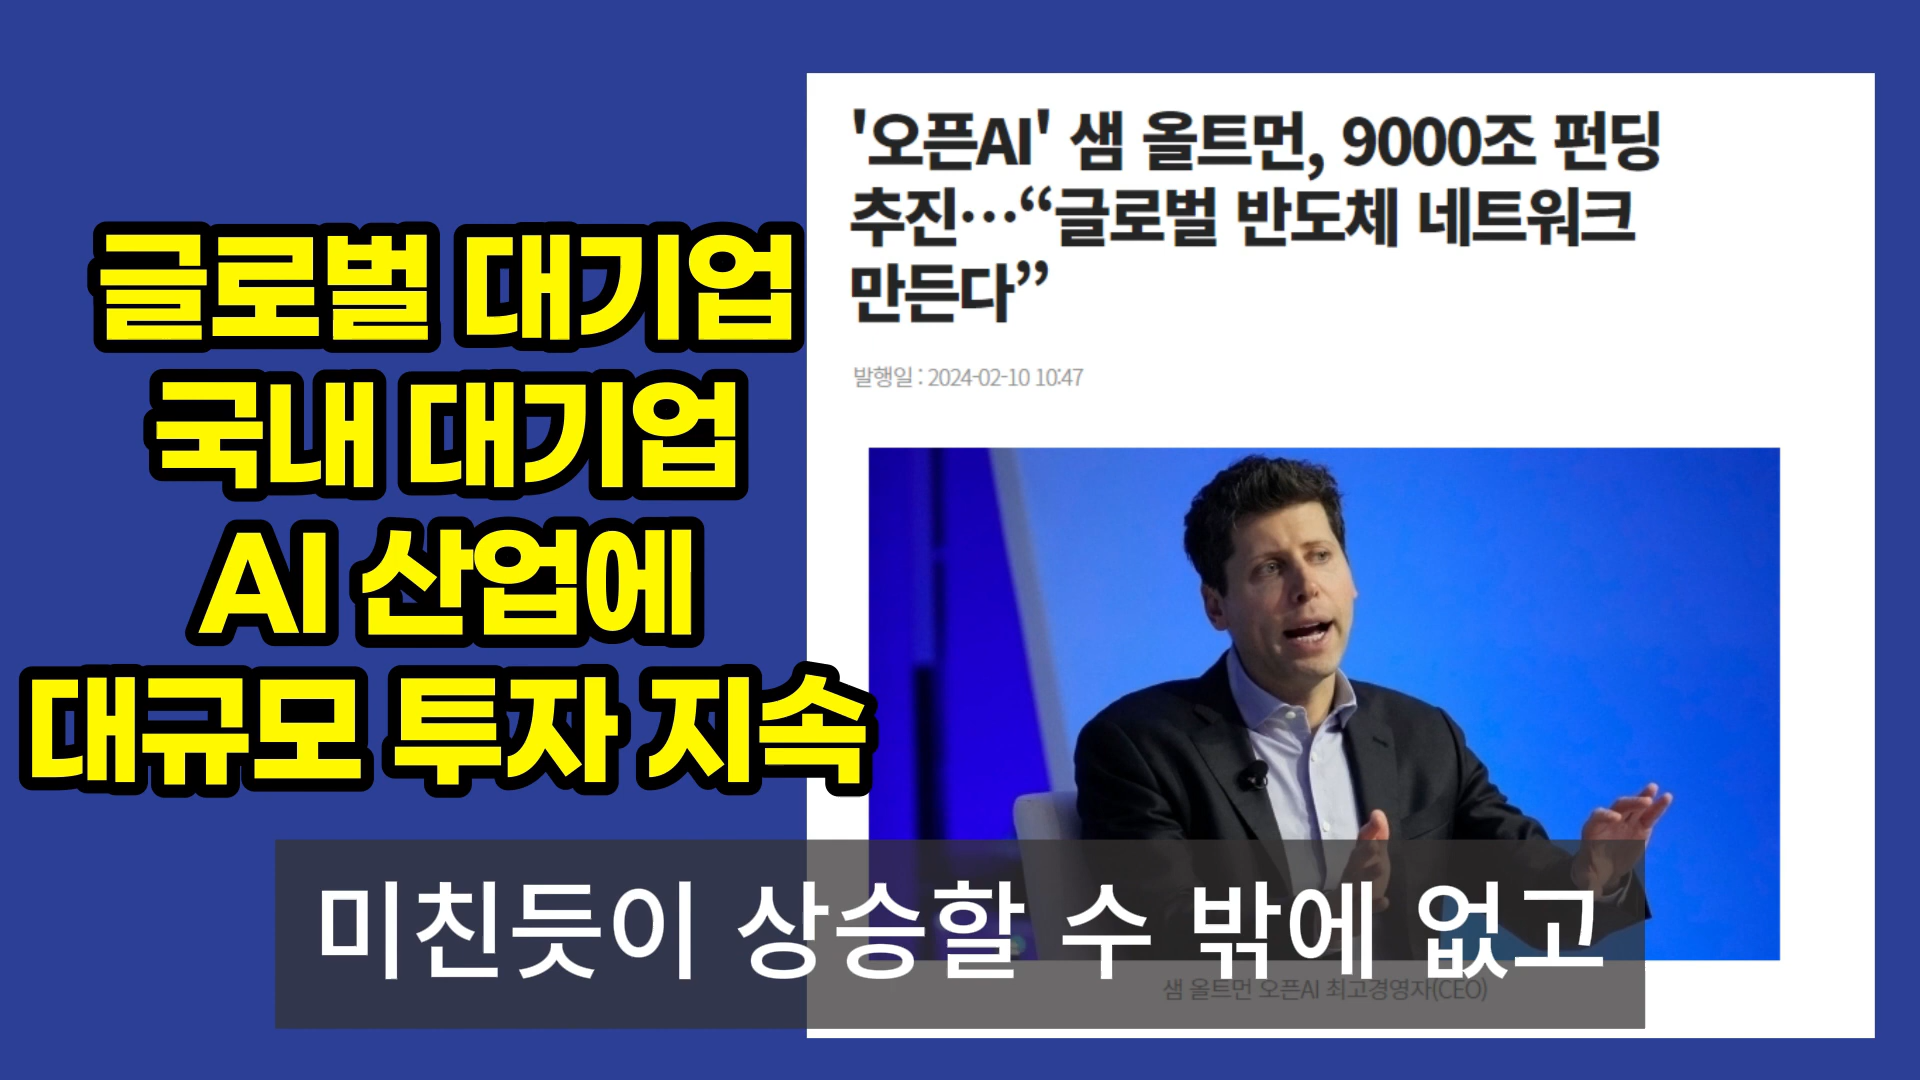 글로벌 대기업
국내 대기업
AI 산업에
대규모 투자 지속
'오픈AI' 샘 올트먼, 9000조 펀딩
추진…“글로벌 반도체 네트워크
만든다”
발행일 : 2024-02-10 10:47
샘 올트먼 오픈AI 최고경영자(CEO)
미친듯이 상승할 수 밖에 없고